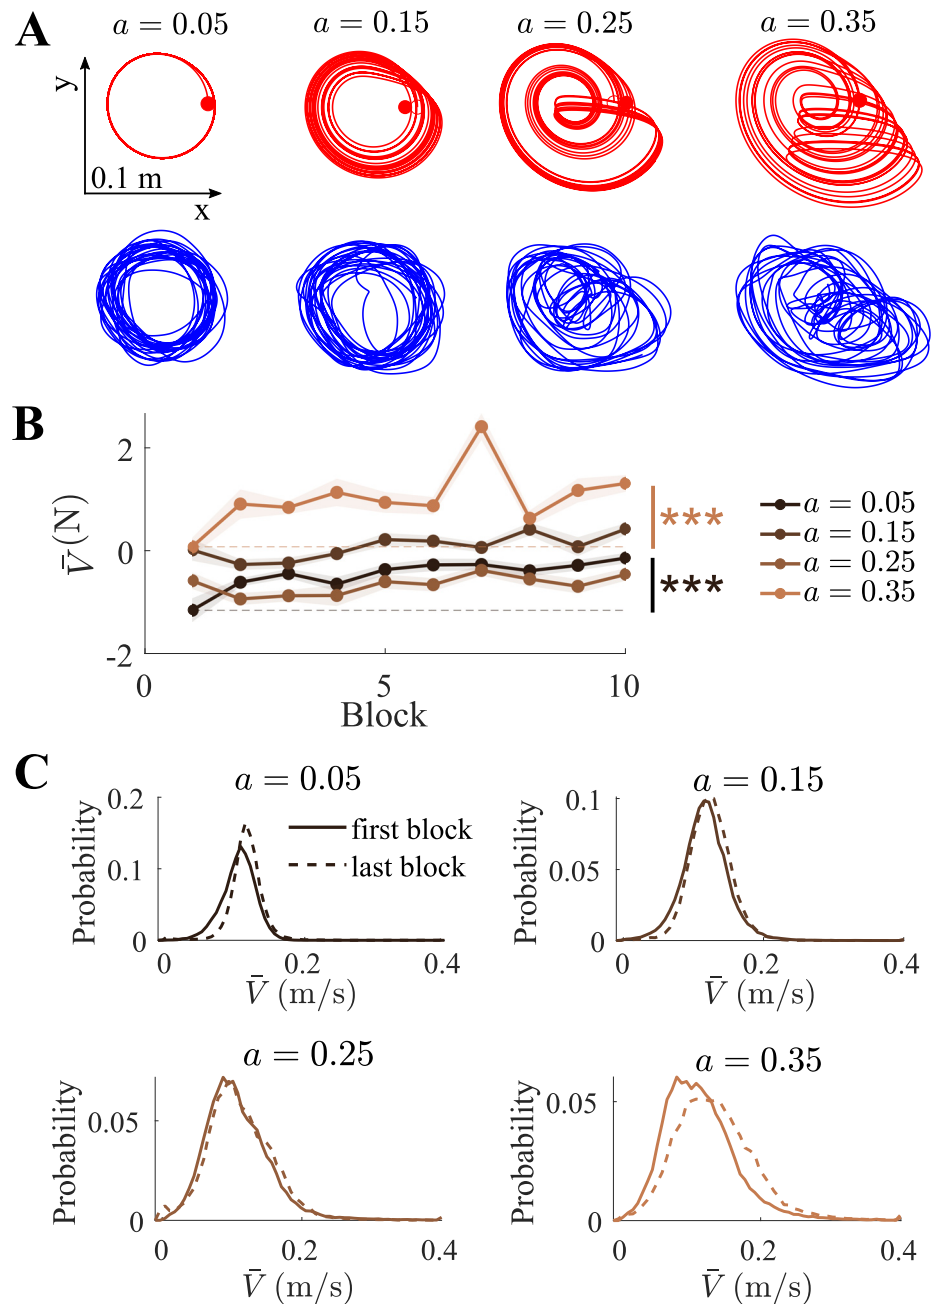 A
a = 0.05
a = 0.15
a = 0.25
a = 0.35
y
0.1 m
x
B
V̄(N)
2
0
-2
0
5
10
Block
***
***
a = 0.05
a = 0.15
a = 0.25
a = 0.35
C
a = 0.05
Probability
0.2
0.1
0
first block
last block
0
0.2
0.4
V̄ (m/s)
a = 0.15
Probability
0.1
0.05
0
0
0.2
0.4
V̄ (m/s)
a = 0.25
Probability
0.05
0
0
0.2
0.4
V̄ (m/s)
a = 0.35
Probability
0.05
0
0
0.2
0.4
V̄ (m/s)